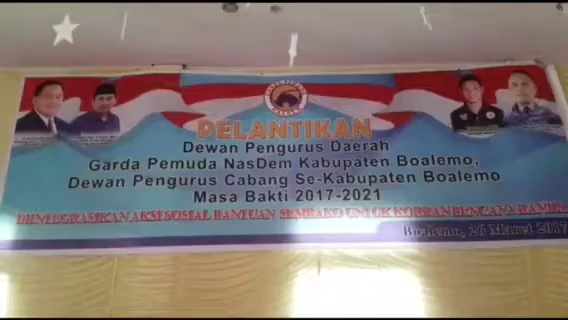 PELANTIKAN
Dewan Pengurus Daerah
Garda Pemuda NasDem Kabupaten Boalemo,
Dewan Pengurus Cabang Se-Kabupaten Boalemo
Masa Bakti 2017-2021
DIINTEGRASIKAN AKSI SOSIAL BANTUAN SEMBAKO UNTUK KORBAN BENCANA BANJIR
Boalemo, 26 Maret 2017